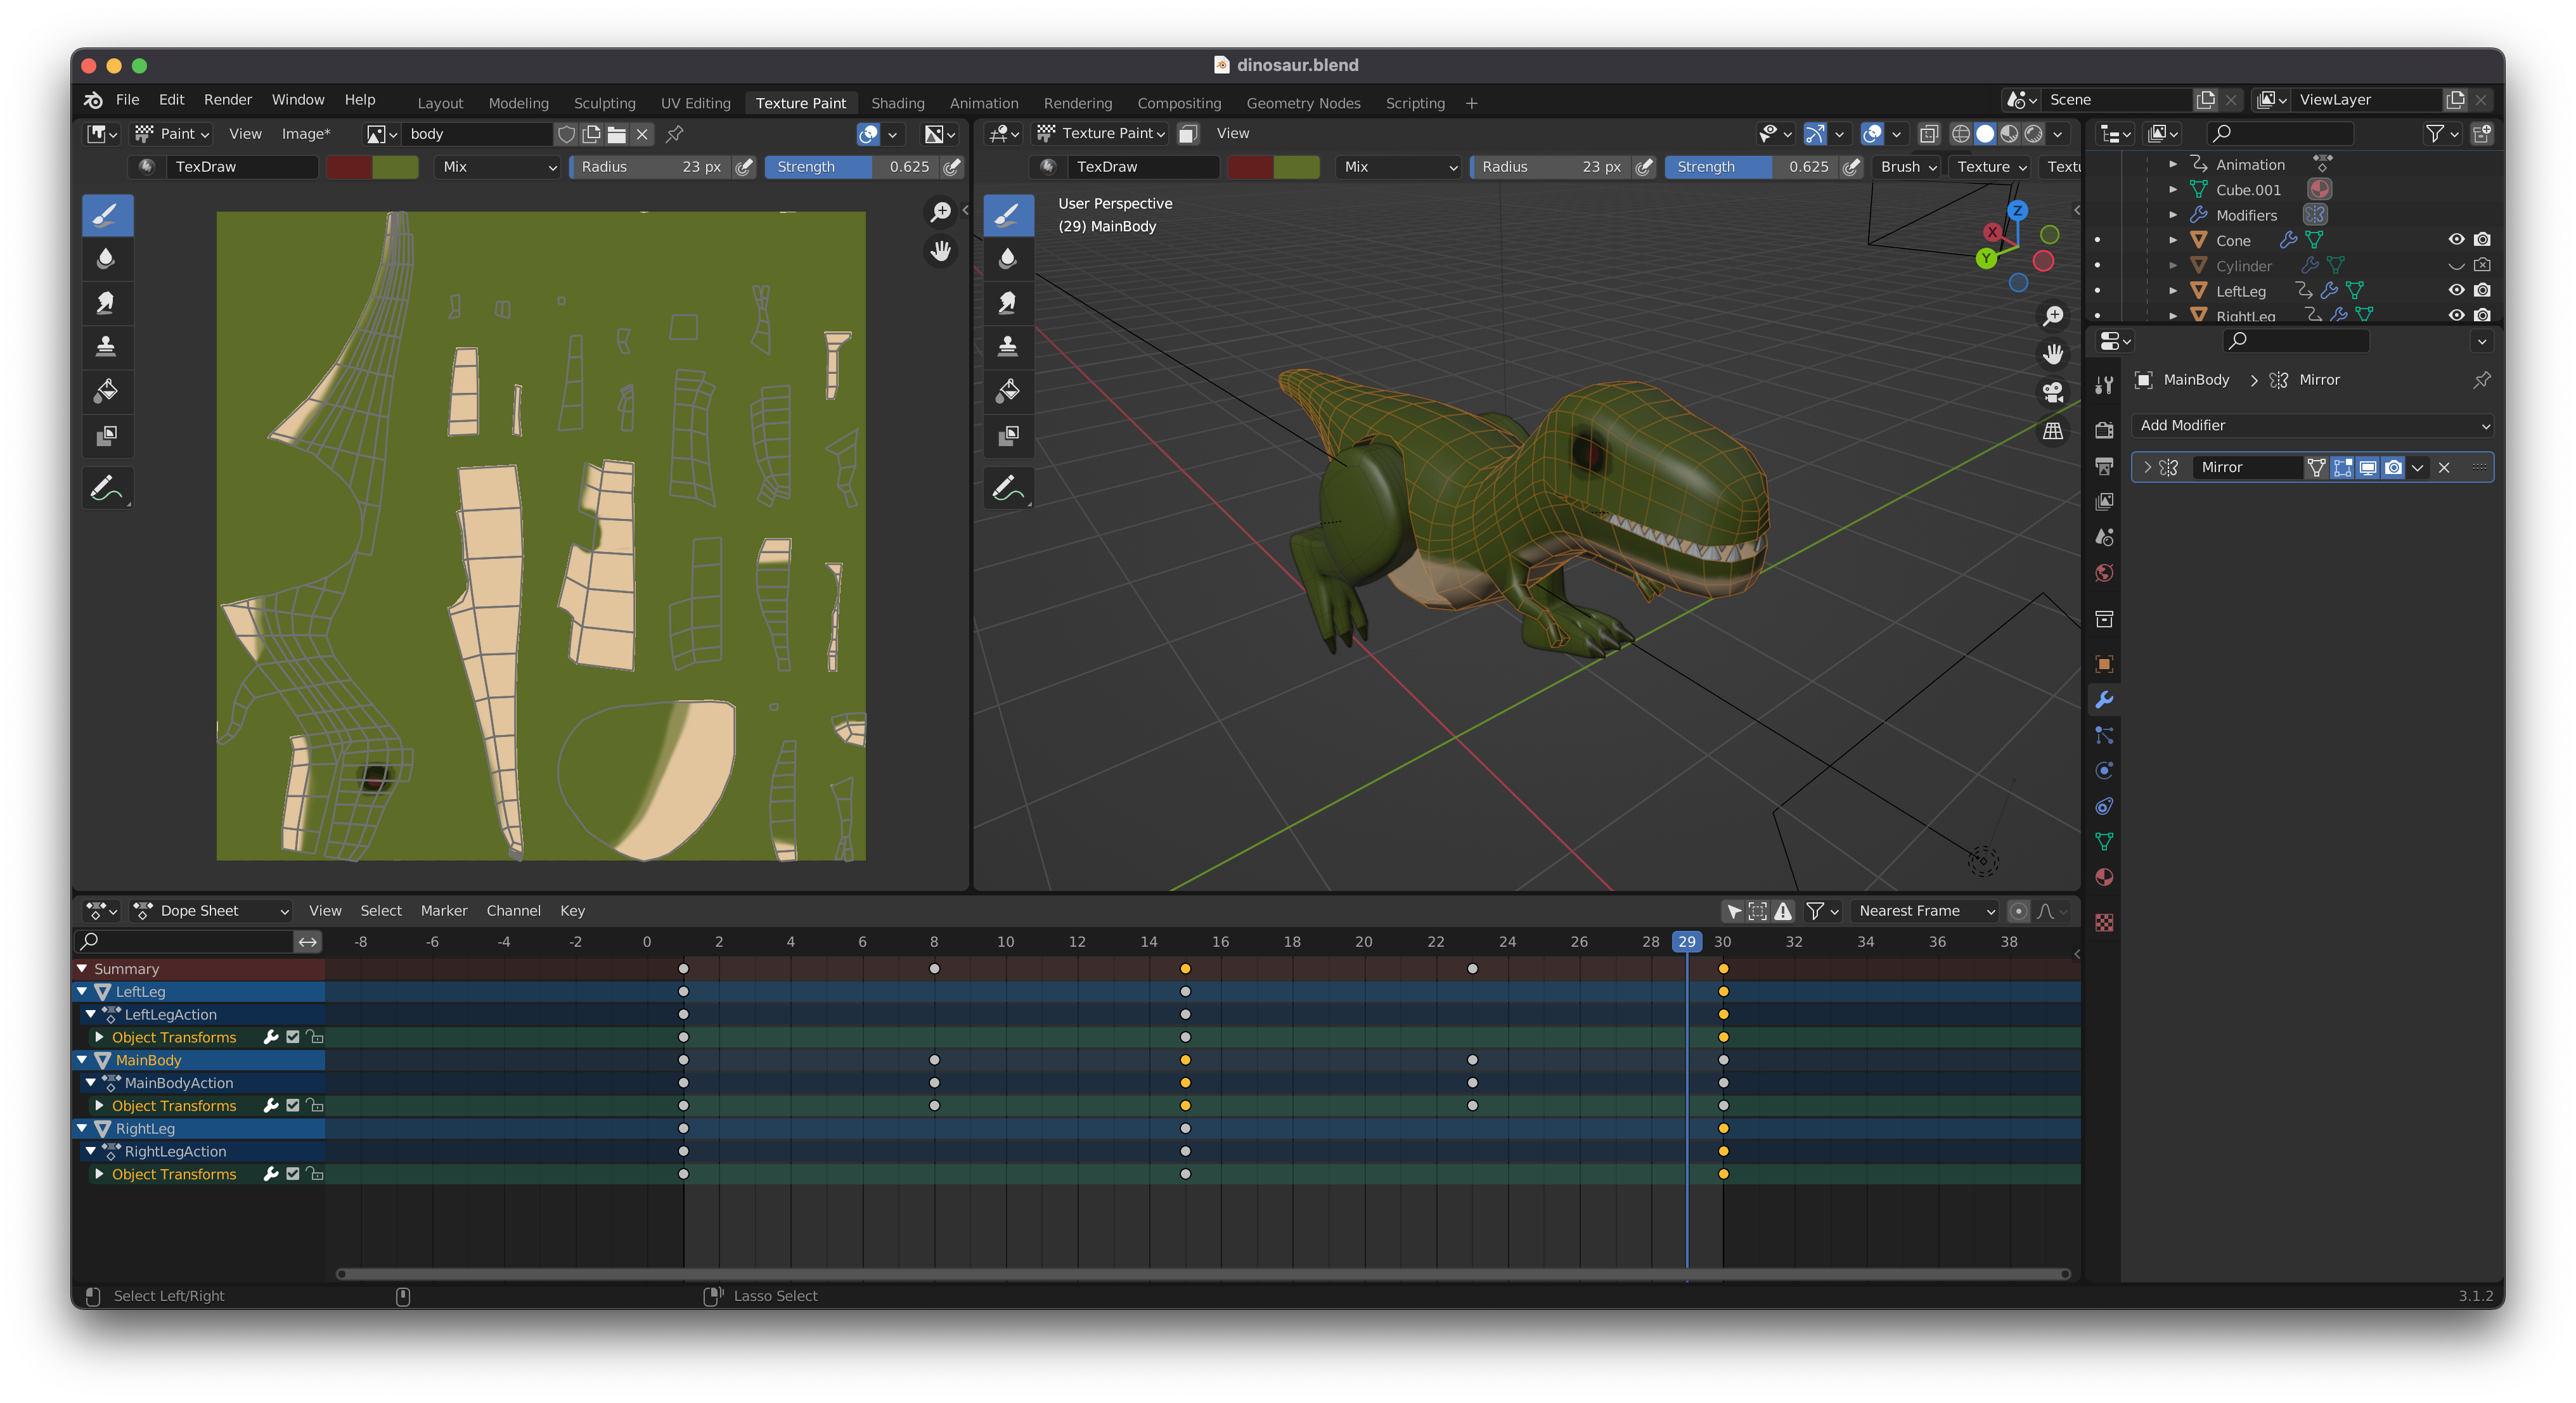 dinosaur.blend
File Edit Render Window Help Layout Modeling Sculpting UV Editing Texture Paint Shading Animation Rendering Compositing Geometry Nodes Scripting + Scene ViewLayer
Paint View Image* body
Texture Paint View
TexDraw Mix Radius 23 px Strength 0.625
TexDraw Mix Radius 23 px Strength 0.625 Brush Texture Textu
User Perspective
(29) MainBody
Z
X
Y
Animation
Cube.001
Modifiers
Cone
Cylinder
LeftLeg
RightLeg
MainBody > Mirror
Add Modifier
Mirror
Dope Sheet View Select Marker Channel Key Nearest Frame
-8 -6 -4 -2 0 2 4 6 8 10 12 14 16 18 20 22 24 26 28 29 30 32 34 36 38
Summary
LeftLeg
LeftLegAction
Object Transforms
MainBody
MainBodyAction
Object Transforms
RightLeg
RightLegAction
Object Transforms
Select Left/Right Lasso Select 3.1.2